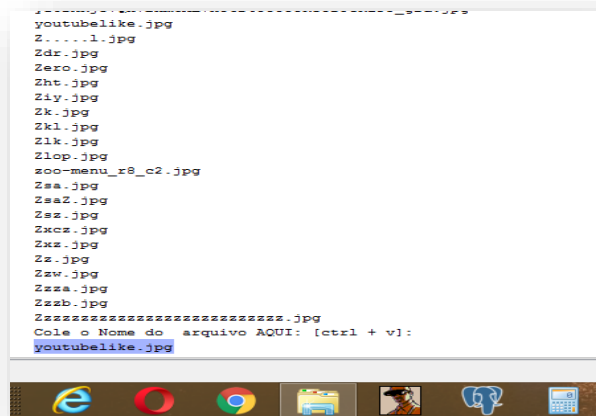 youtubelike.jpg
Z.....l.jpg
Zdr.jpg
Zero.jpg
Zht.jpg
Ziy.jpg
Zk.jpg
Zkl.jpg
Zlk.jpg
Zlop.jpg
zoo-menu_r8_c2.jpg
Zsa.jpg
ZsaZ.jpg
Zsz.jpg
Zxcz.jpg
Zxz.jpg
Zz.jpg
Zzw.jpg
Zzza.jpg
Zzzb.jpg
Zzzzzzzzzzzzzzzzzzzzzzzzzz.jpg
Cole o Nome do  arquivo AQUI: [ctrl + v]:
youtubelike.jpg